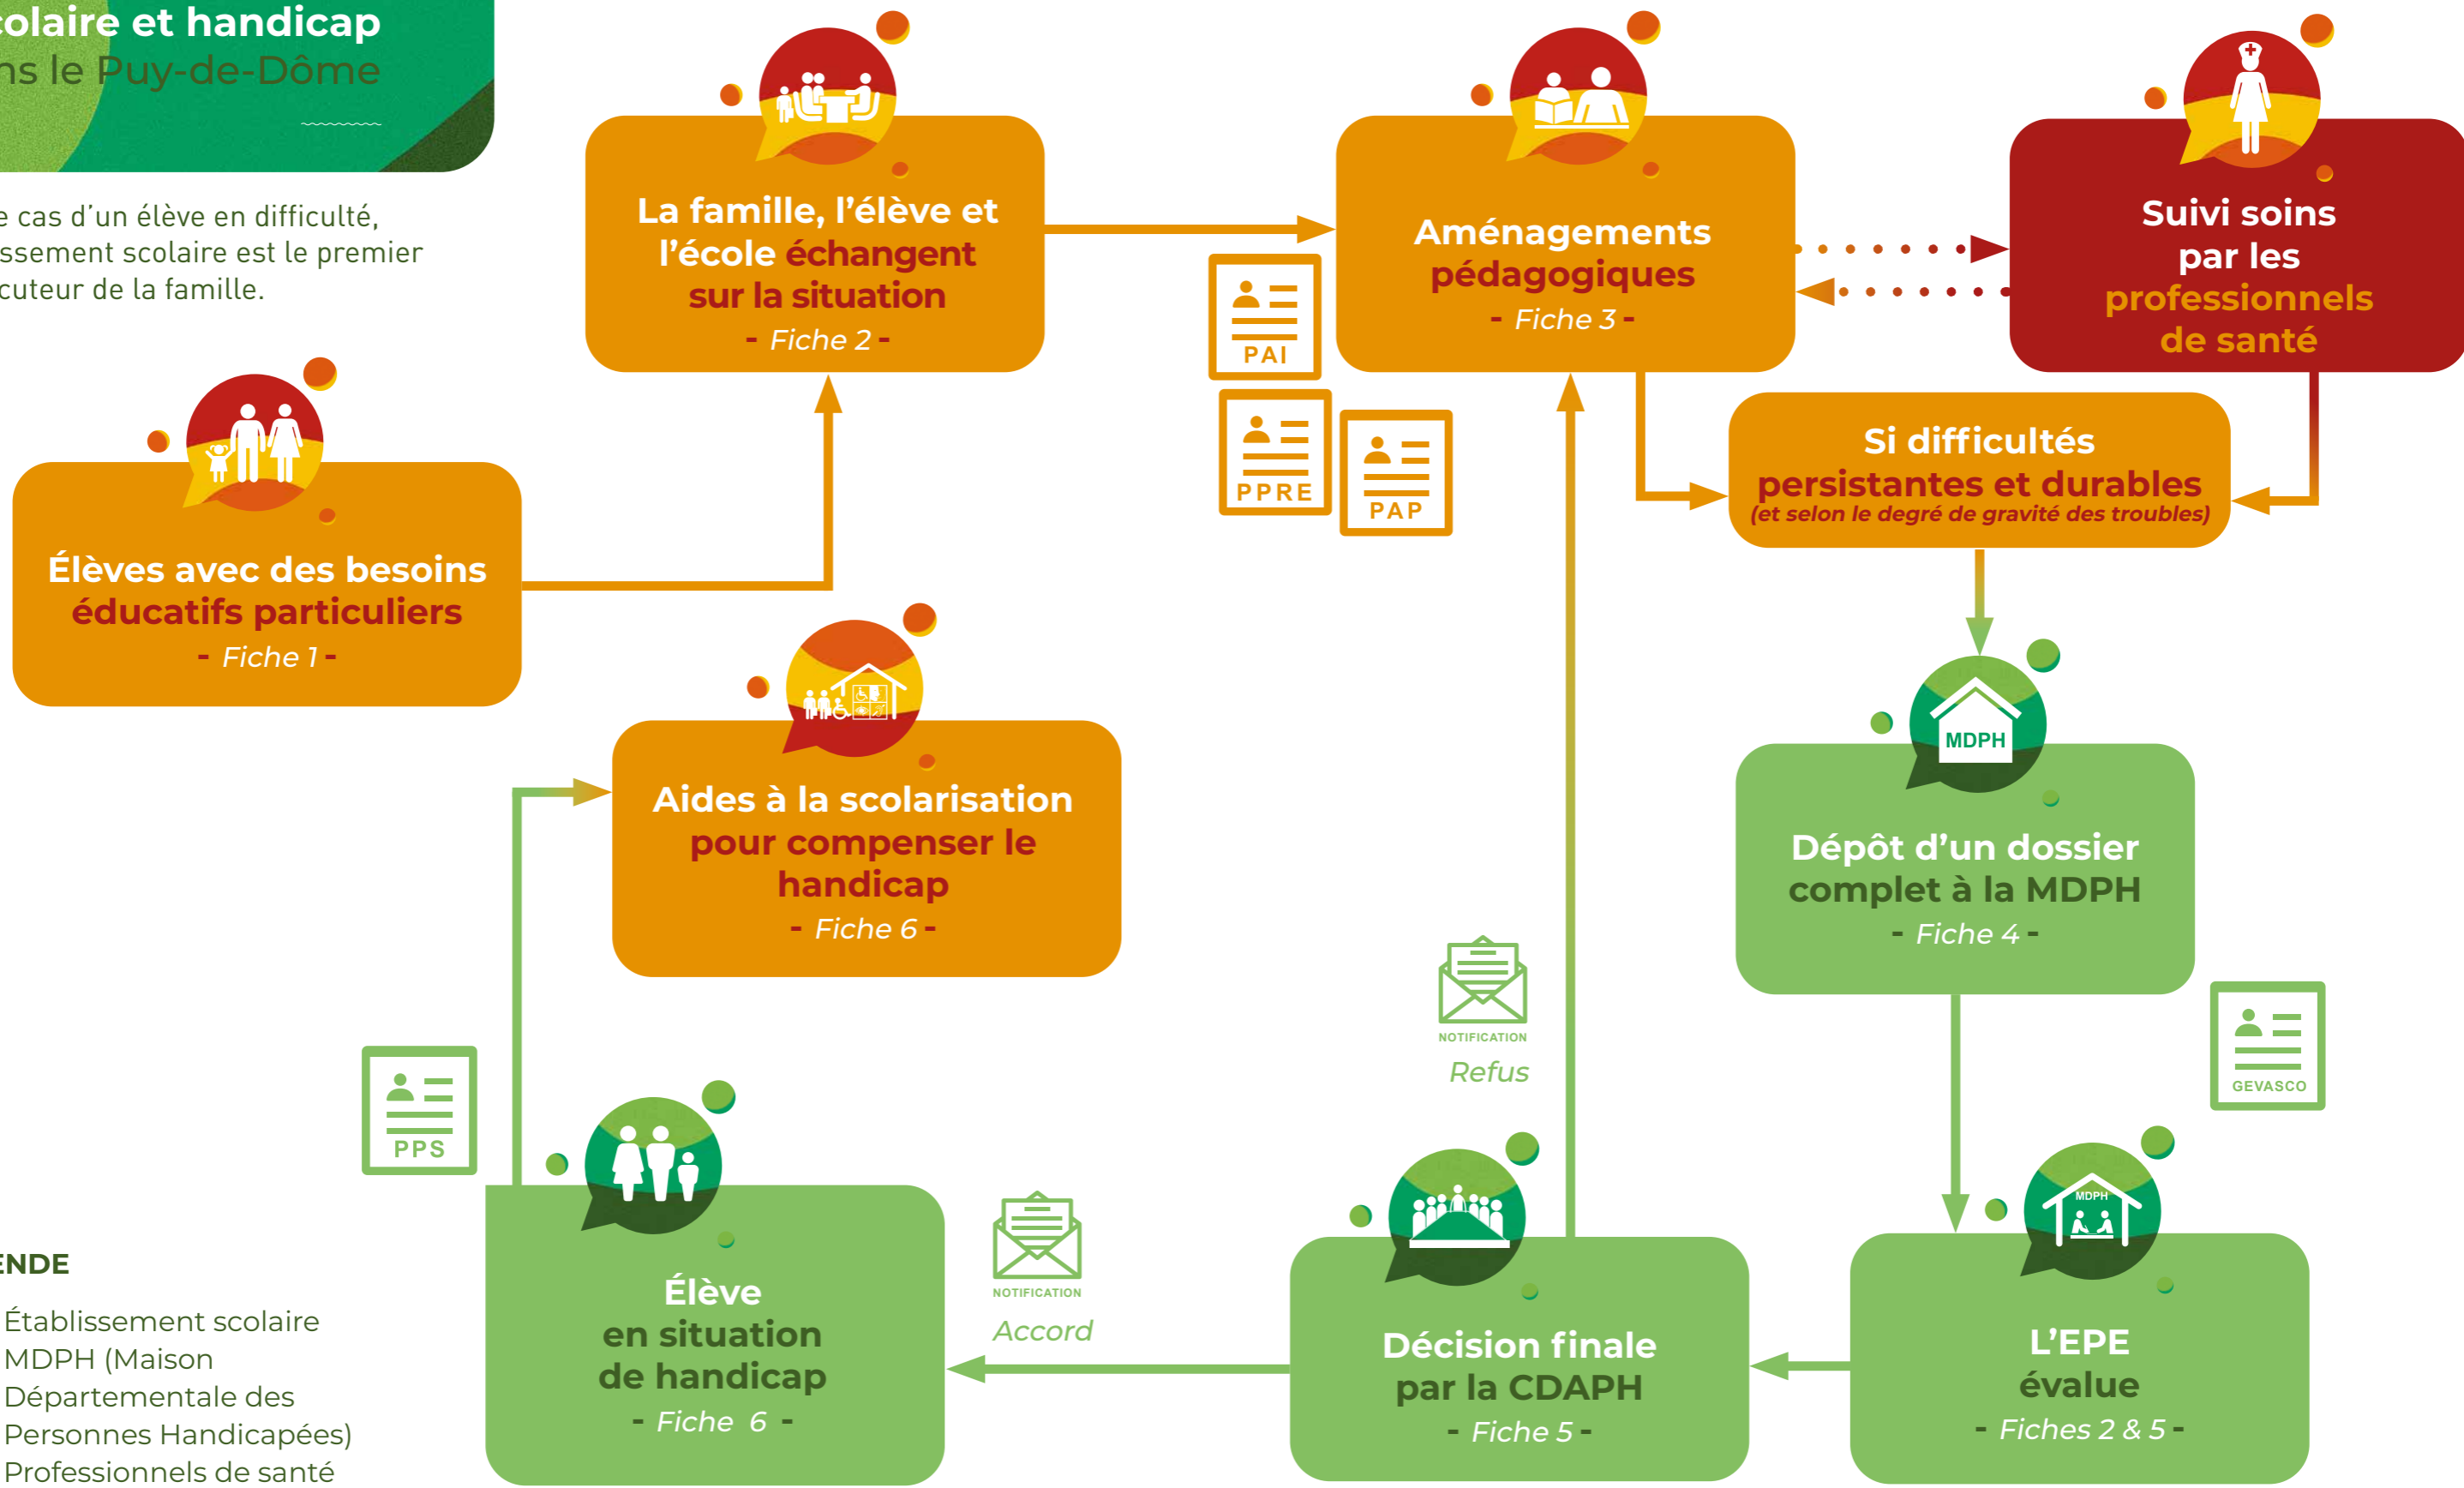 colaire et handicap
ns le Puy-de-Dôme
e cas d’un élève en difficulté,
issement scolaire est le premier
cuteur de la famille.
Élèves avec des besoins
éducatifs particuliers
- Fiche 1 -
La famille, l’élève et
l’école échangent
sur la situation
- Fiche 2 -
Aménagements
pédagogiques
- Fiche 3 -
PAI
PPRE
PAP
Suivi soins
par les
professionnels
de santé
Si difficultés
persistantes et durables
(et selon le degré de gravité des troubles)
MDPH
Dépôt d’un dossier
complet à la MDPH
- Fiche 4 -
GEVASCO
MDPH
L’EPE
évalue
- Fiches 2 & 5 -
Décision finale
par la CDAPH
- Fiche 5 -
NOTIFICATION
Refus
NOTIFICATION
Accord
Élève
en situation
de handicap
- Fiche 6 -
PPS
Aides à la scolarisation
pour compenser le
handicap
- Fiche 6 -
ENDE
Établissement scolaire
MDPH (Maison
Départementale des
Personnes Handicapées)
Professionnels de santé